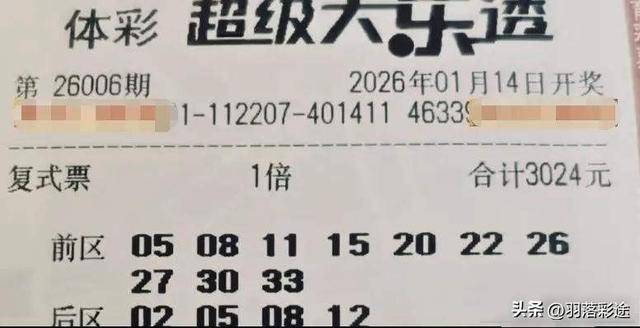 体彩 超级大乐透
第 26006期 2026年01月14日开奖
1-112207-401411 4633
复式票 1倍 合计3024元
前区 05 08 11 15 20 22 26
27 30 33
后区 02 05 08 12
头条 @羽落彩途